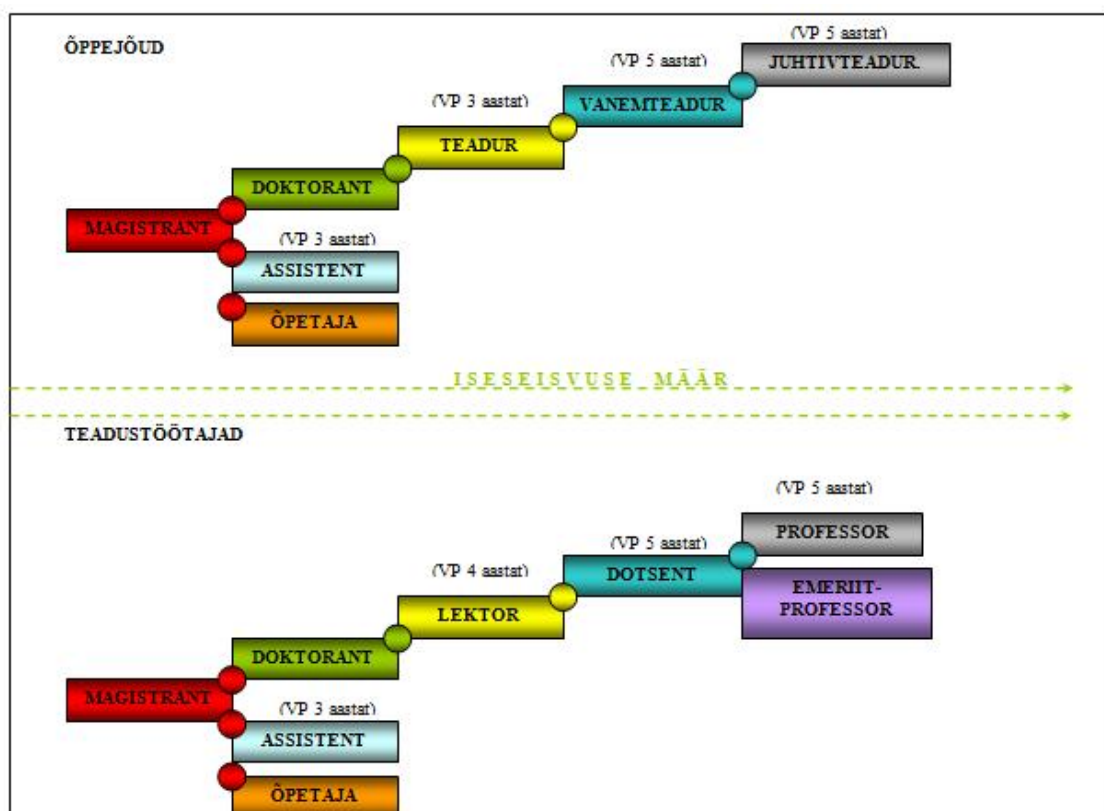 ÕPPEJÕUD
(VP 5 aastat)
JUHTIVTEADUR.
(VP 5 aastat)
VANEMTEADUR
(VP 3 aastat)
TEADUR
DOKTORANT
MAGISTRANT
(VP 3 aastat)
ASSISTENT
ÕPETAJA
ISESEISVUSE MÄÄR
TEADUSTÖÖTAJAD
(VP 5 aastat)
PROFESSOR
(VP 5 aastat)
DOTSENT
EMERIIT-
PROFESSOR
(VP 4 aastat)
LEKTOR
DOKTORANT
MAGISTRANT
(VP 3 aastat)
ASSISTENT
ÕPETAJA